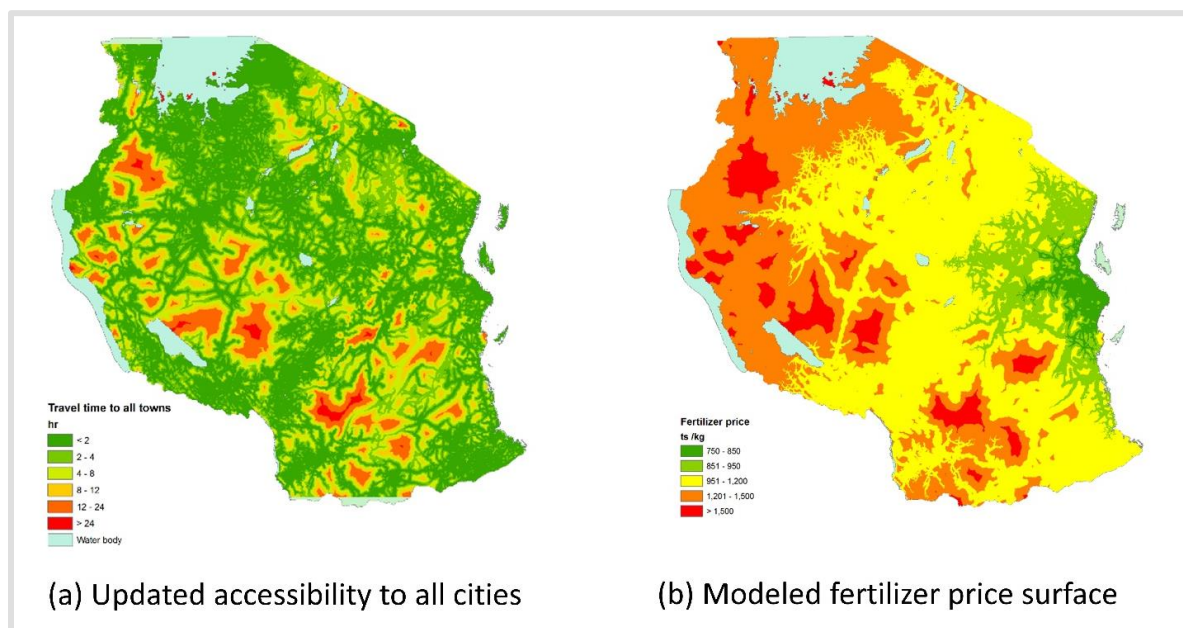 Travel time to all towns
hr
< 2
2 - 4
4 - 8
8 - 12
12 - 24
> 24
Water body
Fertilizer price
ts /kg
750 - 850
851 - 950
951 - 1,200
1,201 - 1,500
> 1,500
(a) Updated accessibility to all cities
(b) Modeled fertilizer price surface